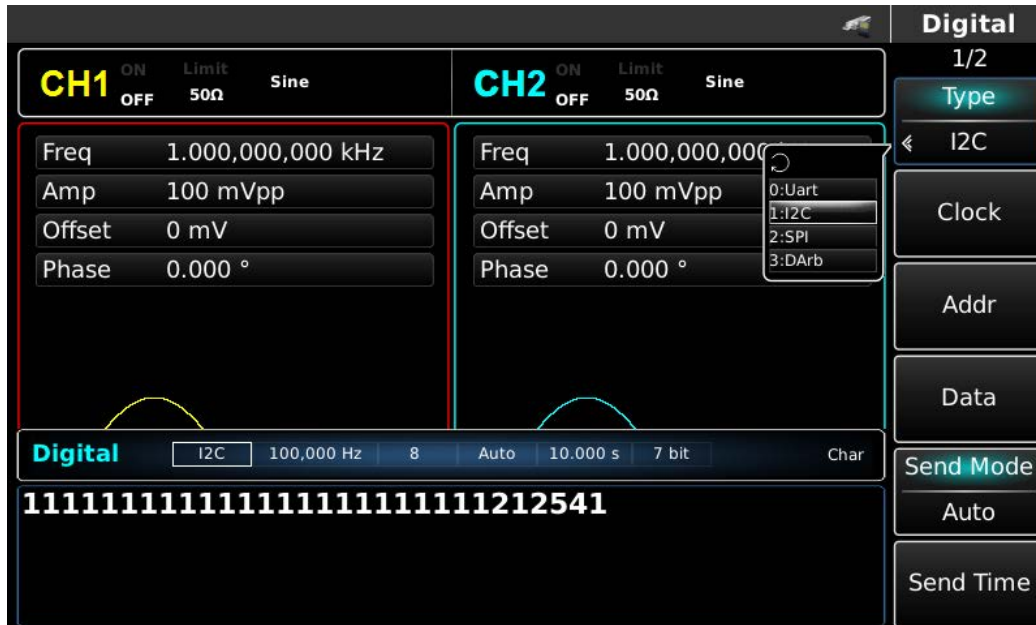 Digital
1/2
CH1 ON OFF Limit 50Ω Sine
CH2 ON OFF Limit 50Ω Sine
Type
I2C
Freq 1.000,000,000 kHz
Amp 100 mVpp
Offset 0 mV
Phase 0.000 °
Freq 1.000,000,000
Amp 100 mVpp
Offset 0 mV
Phase 0.000 °
0:Uart
1:I2C
2:SPI
3:DArb
Clock
Addr
Data
Digital I2C 100,000 Hz 8 Auto 10.000 s 7 bit Char
Send Mode
Auto
1111111111111111111111111212541
Send Time